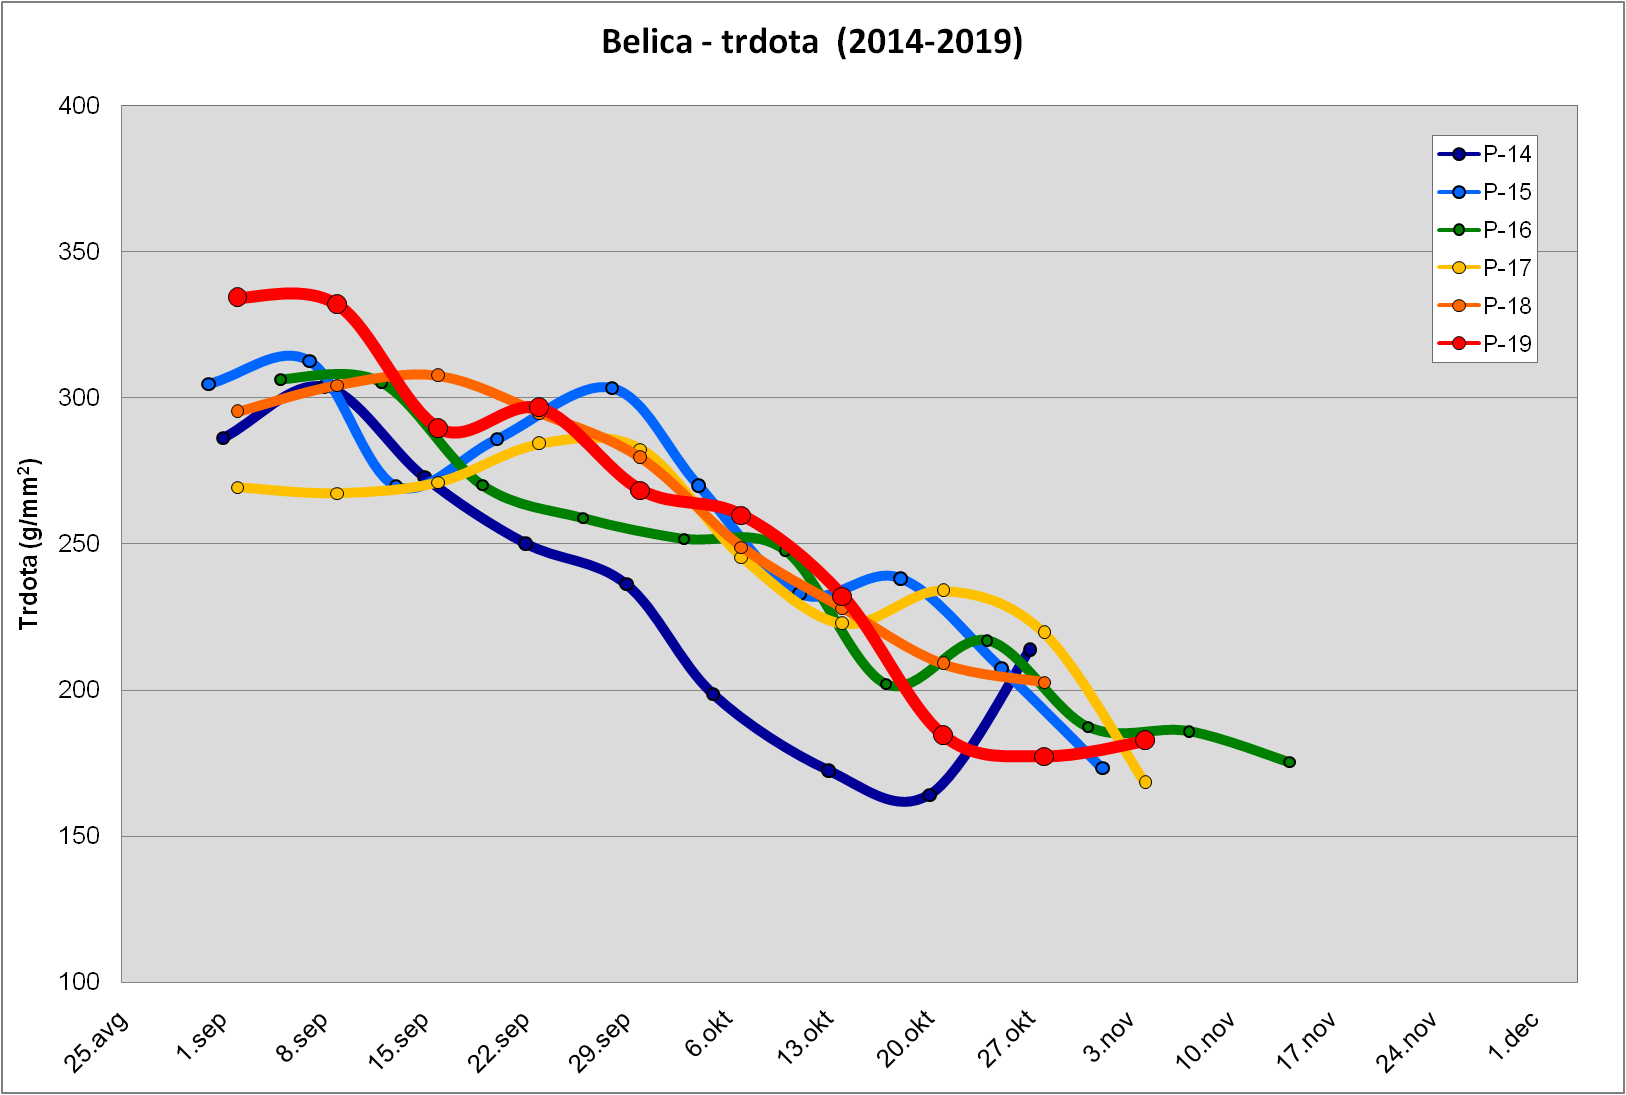 Belica - trdota  (2014-2019)
400
350
300
250
200
150
100
Trdota (g/mm²)
P-14
P-15
P-16
P-17
P-18
P-19
25.avg
1.sep
8.sep
15.sep
22.sep
29.sep
6.okt
13.okt
20.okt
27.okt
3.nov
10.nov
17.nov
24.nov
1.dec